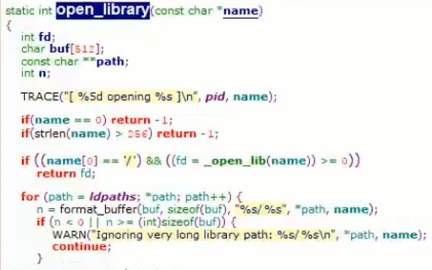 static int open_library(const char *name)
{
int fd;
char buf[512];
const char **path;
int n;
TRACE("[ %5d opening %s ]\n", pid, name);
if(name == 0) return -1;
if(strlen(name) > 256) return -1;
if ((name[0] == '/') && ((fd = _open_lib(name)) >= 0))
return fd;
for (path = ldpaths; *path; path++) {
n = format_buffer(buf, sizeof(buf), "%s/%s", *path, name);
if (n < 0 || n >= (int)sizeof(buf)) {
WARN("Ignoring very long library path: %s/%s\n", *path, name);
continue;
}